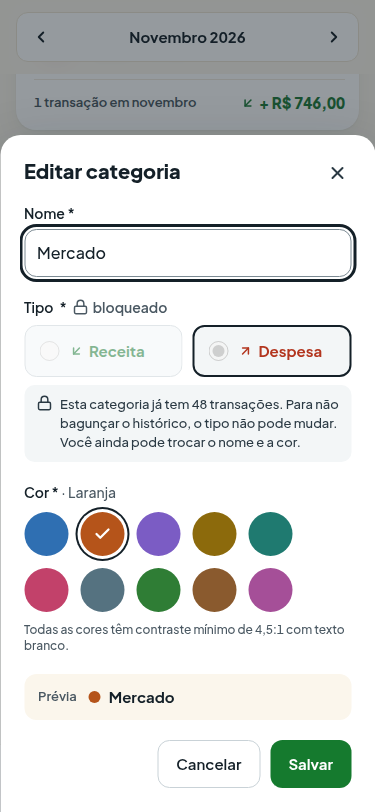 Novembro 2026
1 transação em novembro
+ R$ 746,00
Editar categoria
Nome *
Mercado
Tipo * bloqueado
Receita
Despesa
Esta categoria já tem 48 transações. Para não
bagunçar o histórico, o tipo não pode mudar.
Você ainda pode trocar o nome e a cor.
Cor * · Laranja
Todas as cores têm contraste mínimo de 4,5:1 com texto
branco.
Prévia Mercado
Cancelar
Salvar